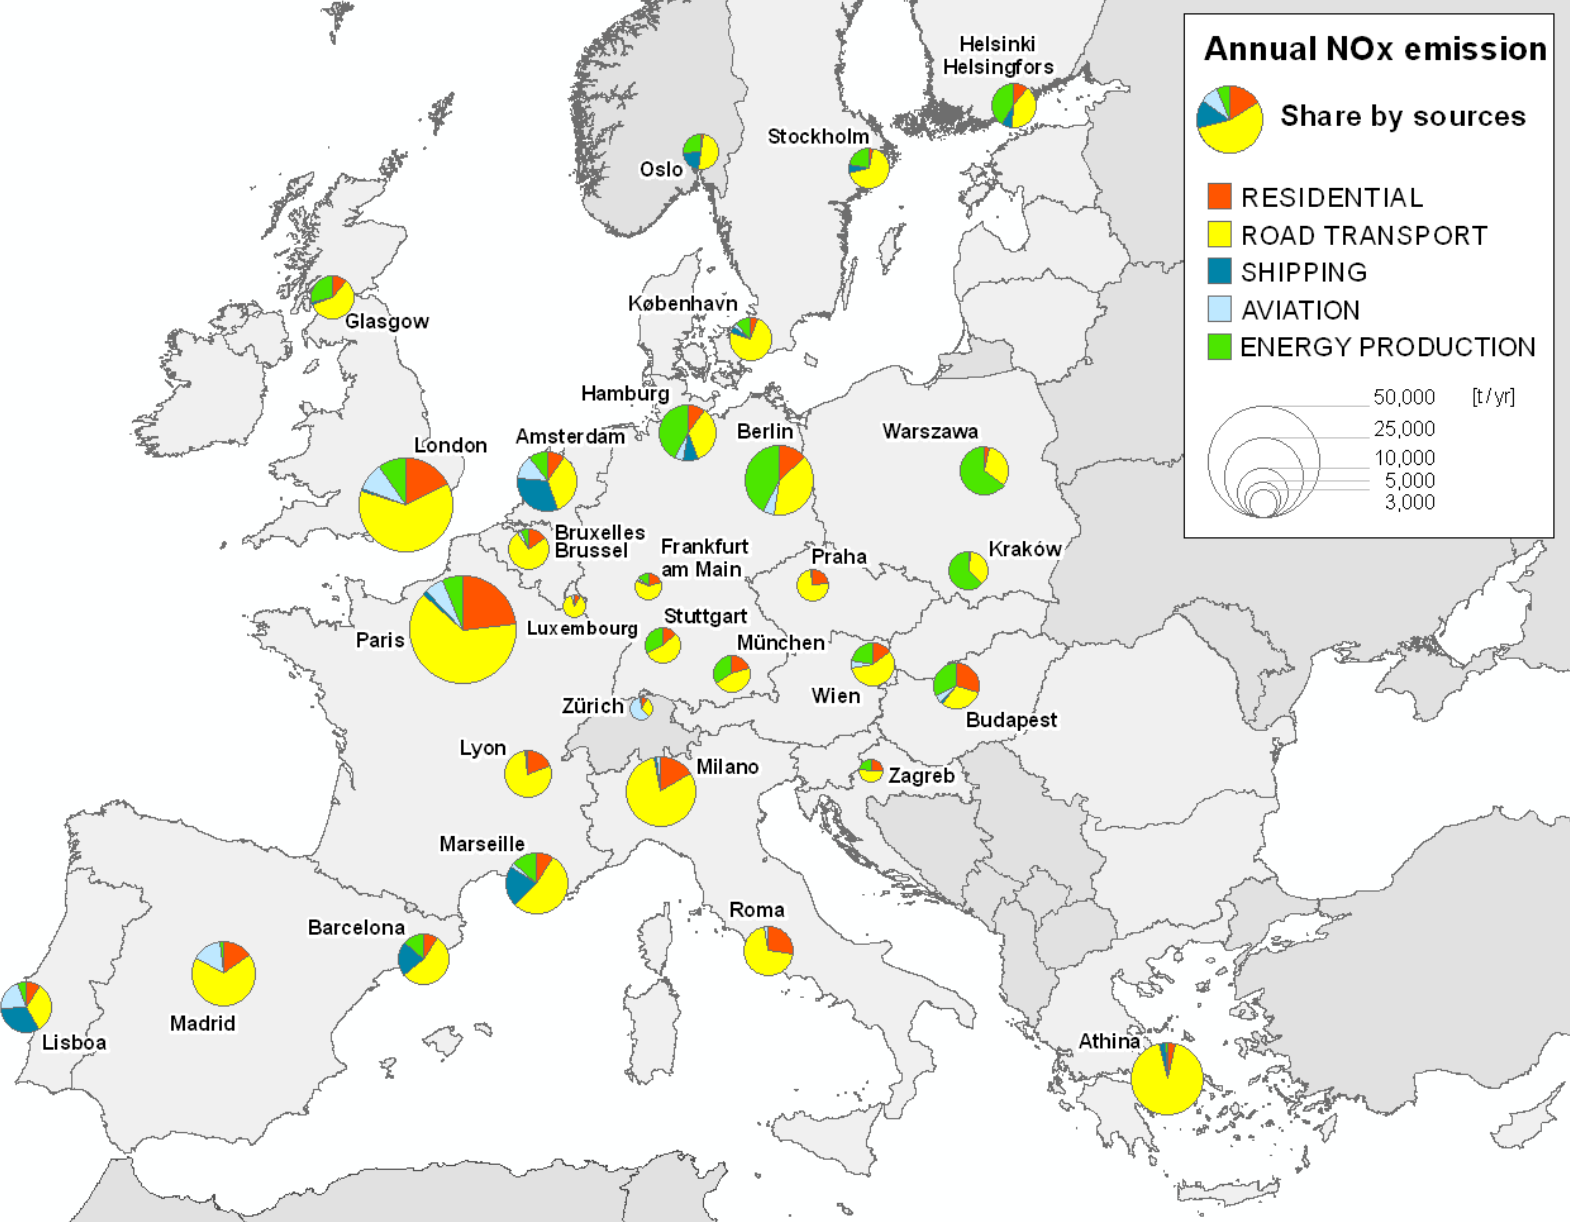 Helsinki
Helsingfors
Stockholm
Oslo
Glasgow
København
Hamburg
London
Amsterdam
Berlin
Warszawa
Bruxelles
Brussel
Frankfurt
am Main
Praha
Kraków
Luxembourg
Stuttgart
Paris
München
Wien
Zürich
Budapest
Lyon
Milano
Zagreb
Marseille
Barcelona
Roma
Madrid
Lisboa
Athina
Annual NOx emission
Share by sources
RESIDENTIAL
ROAD TRANSPORT
SHIPPING
AVIATION
ENERGY PRODUCTION
50,000 [t/yr]
25,000
10,000
5,000
3,000